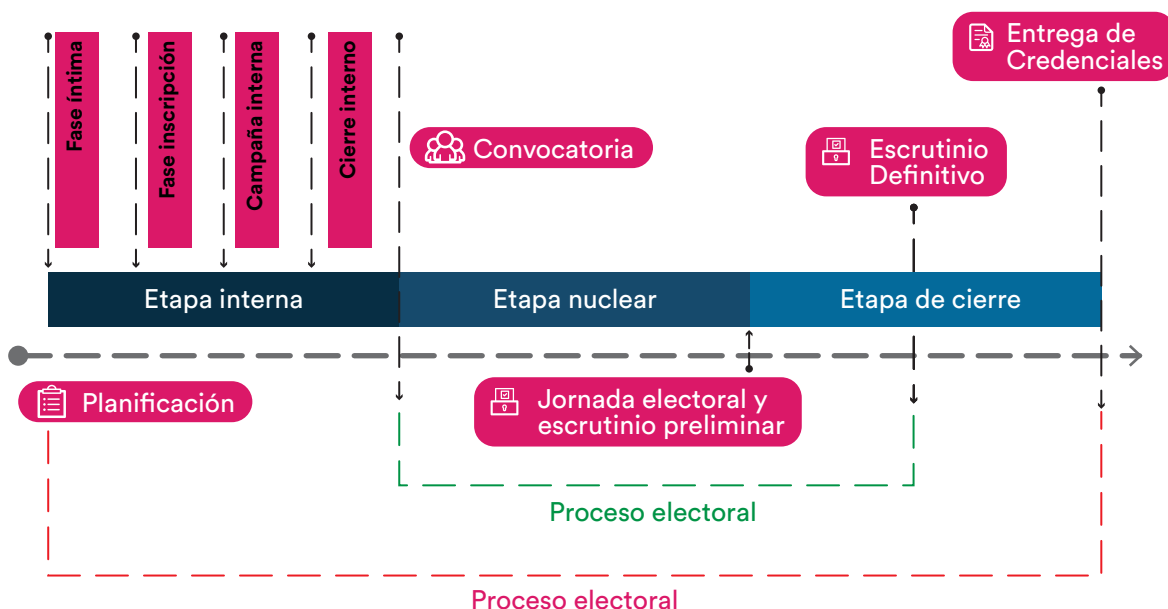 Fase íntima
Fase inscripción
Campaña interna
Cierre interno
Entrega de
Credenciales
Convocatoria
Escrutinio
Definitivo
Etapa interna
Etapa nuclear
Etapa de cierre
Planificación
Jornada electoral y
escrutinio preliminar
Proceso electoral
Proceso electoral